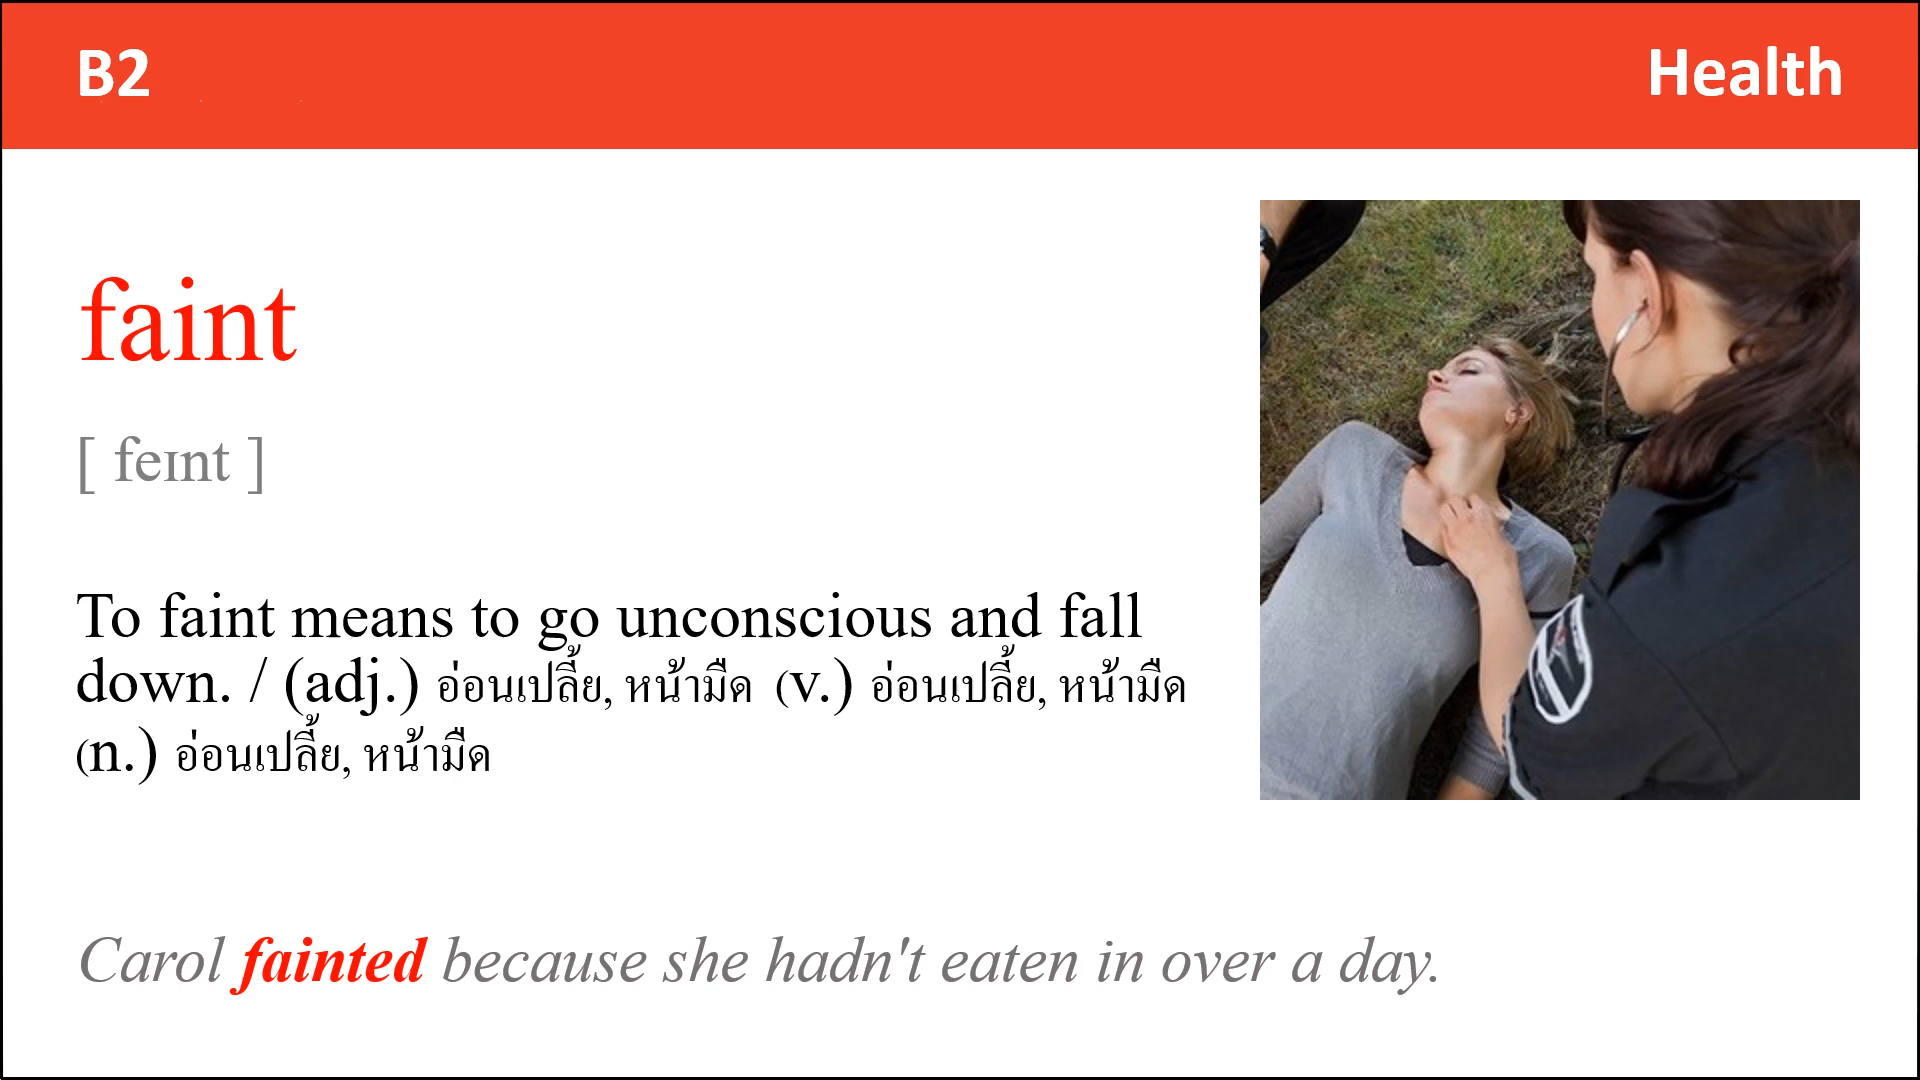 B2
Health
faint
[ feɪnt ]
To faint means to go unconscious and fall
down. / (adj.) อ่อนเปลี้ย, หน้ามืด (v.) อ่อนเปลี้ย, หน้ามืด
(n.) อ่อนเปลี้ย, หน้ามืด
Carol fainted because she hadn't eaten in over a day.